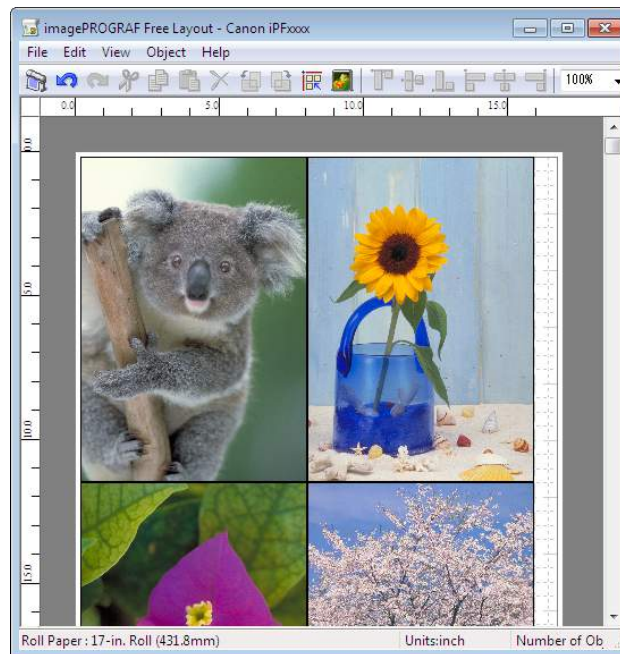 imagePROGRAF Free Layout - Canon iPFxxxx
File Edit View Object Help
100%
0.0 5.0 10.0 15.0
0.0
5.0
10.0
15.0
Roll Paper : 17-in. Roll (431.8mm) Units:inch Number of Ob